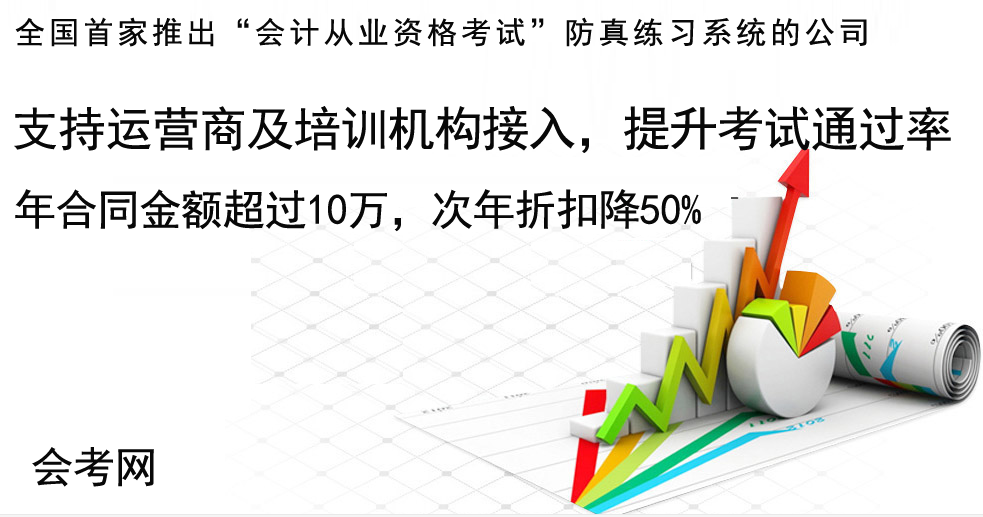 全国首家推出“会计从业资格考试”防真练习系统的公司
支持运营商及培训机构接入，提升考试通过率
年合同金额超过10万，次年折扣降50%
2011
2012
会考网